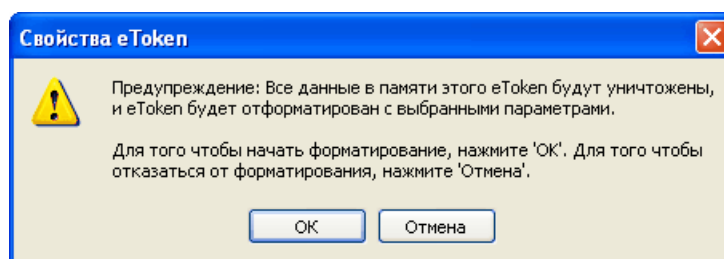 Свойства eToken
Предупреждение: Все данные в памяти этого eToken будут уничтожены,
и eToken будет отформатирован с выбранными параметрами.
Для того чтобы начать форматирование, нажмите 'ОК'. Для того чтобы
отказаться от форматирования, нажмите 'Отмена'.
ОК
Отмена